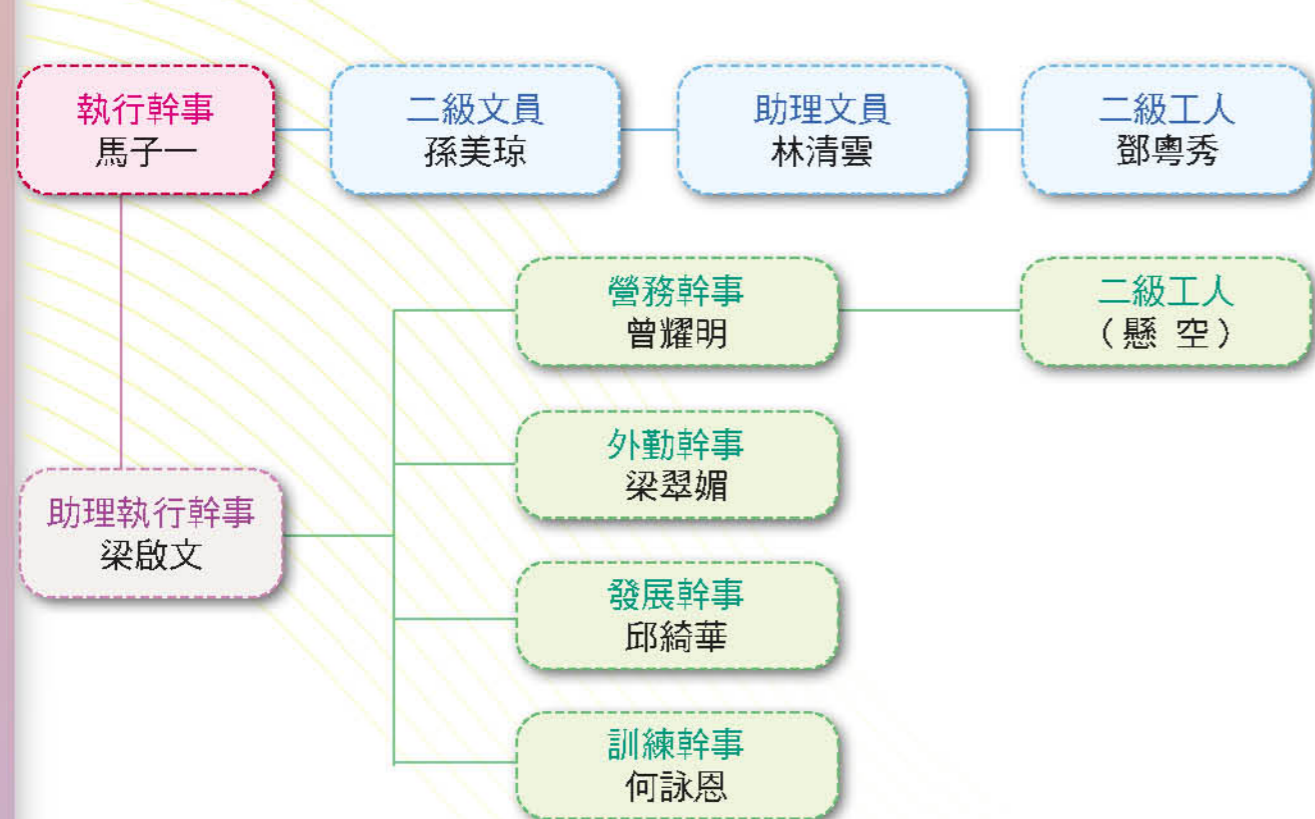 執行幹事
馬子一
二級文員
孫美琼
助理文員
林清雲
二級工人
鄧粵秀
營務幹事
曾耀明
二級工人
（懸 空）
外勤幹事
梁翠媚
助理執行幹事
梁啟文
發展幹事
邱綺華
訓練幹事
何詠恩